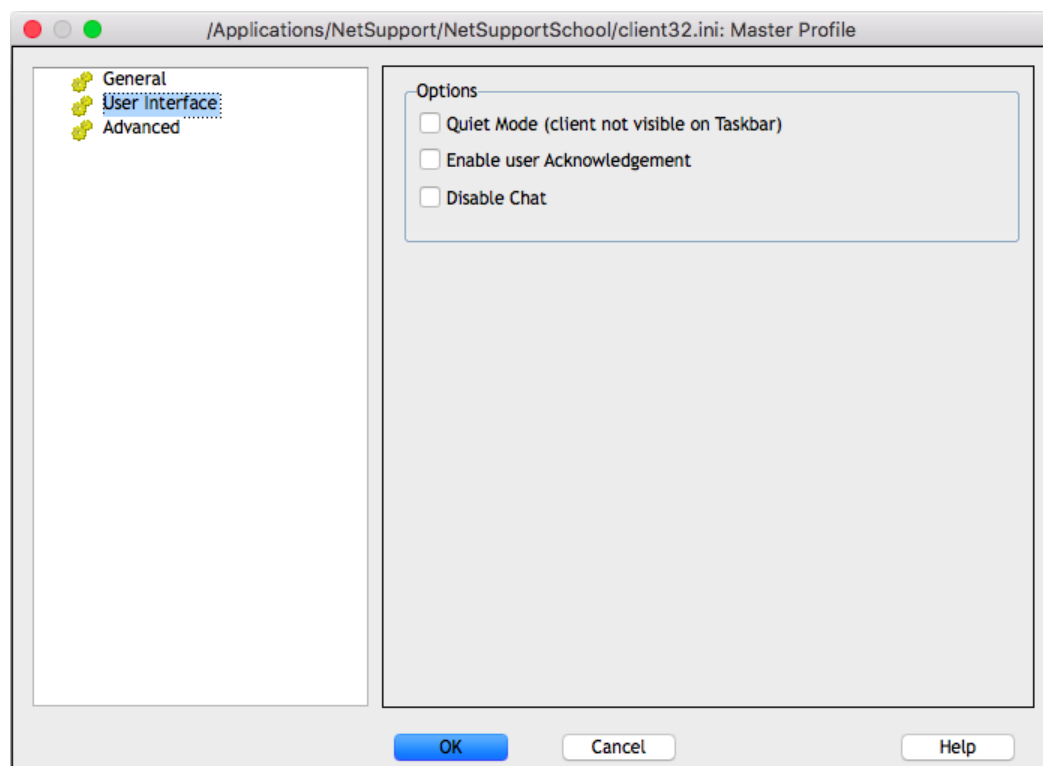 /Applications/NetSupport/NetSupportSchool/client32.ini: Master Profile
General
User Interface
Advanced
Options
Quiet Mode (client not visible on Taskbar)
Enable user Acknowledgement
Disable Chat
OK
Cancel
Help